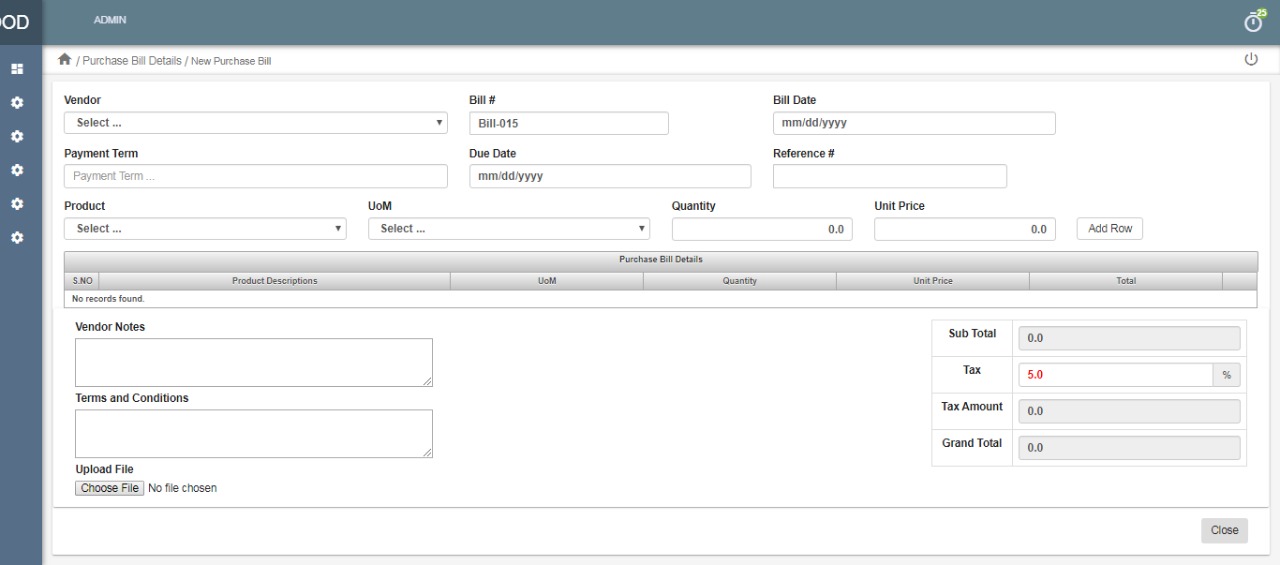 OOD ADMIN 25
/ Purchase Bill Details / New Purchase Bill
Vendor Bill # Bill Date
Select ... Bill-015 mm/dd/yyyy
Payment Term Due Date Reference #
Payment Term ... mm/dd/yyyy
Product UoM Quantity Unit Price
Select ... Select ... 0.0 0.0 Add Row
Purchase Bill Details
S.NO Product Descriptions UoM Quantity Unit Price Total
No records found.
Vendor Notes
Sub Total 0.0
Tax 5.0 %
Terms and Conditions
Tax Amount 0.0
Grand Total 0.0
Upload File
Choose File No file chosen
Close